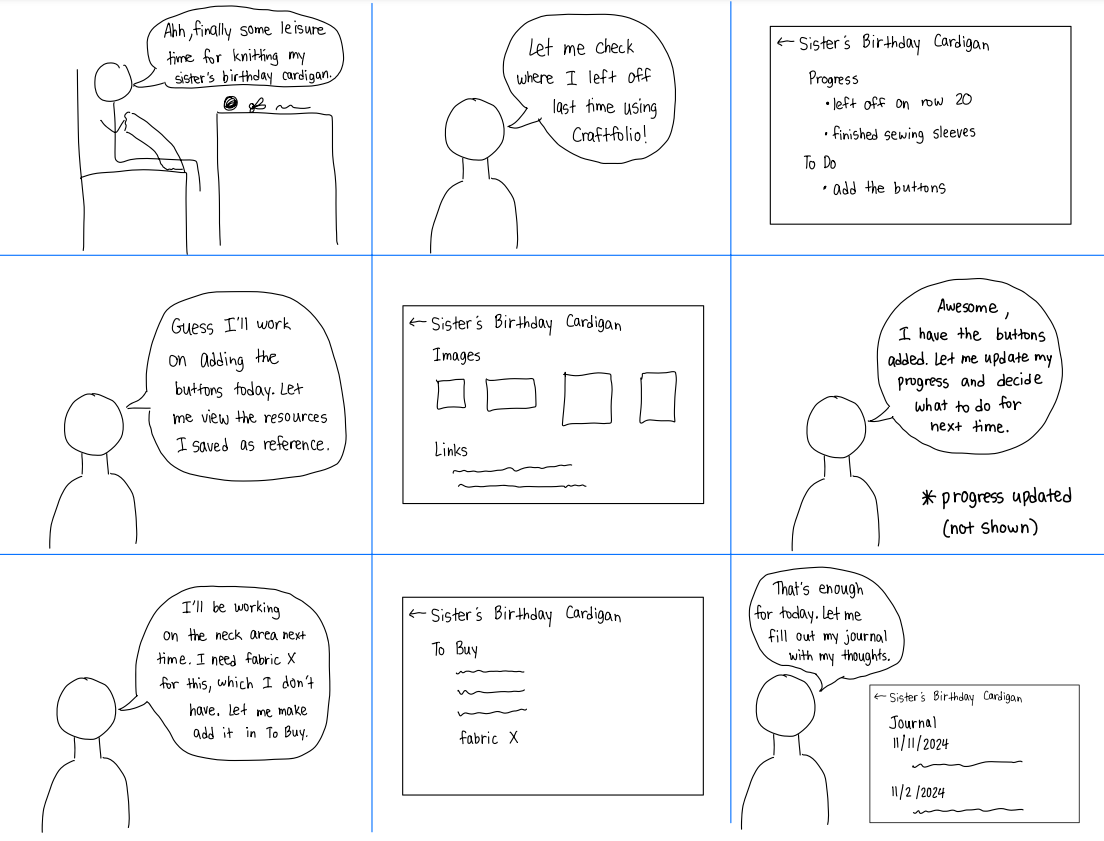 Ahh, finally some leisure
time for knitting my
sister's birthday cardigan.
Let me check
where I left off
last time using
Craftfolio!
← Sister's Birthday Cardigan
Progress
• left off on row 20
• finished sewing sleeves
To Do
• add the buttons
Guess I'll work
on adding the
buttons today. Let
me view the resources
I saved as reference.
← Sister's Birthday Cardigan
Images
Links
Awesome,
I have the buttons
added. Let me update my
progress and decide
what to do for
next time.
* progress updated
(not shown)
I'll be working
on the neck area next
time. I need fabric X
for this, which I don't
have. Let me make
add it in To Buy.
← Sister's Birthday Cardigan
To Buy
fabric X
That's enough
for today. Let me
fill out my journal
with my thoughts.
← Sister's Birthday Cardigan
Journal
11/11/2024
11/2/2024